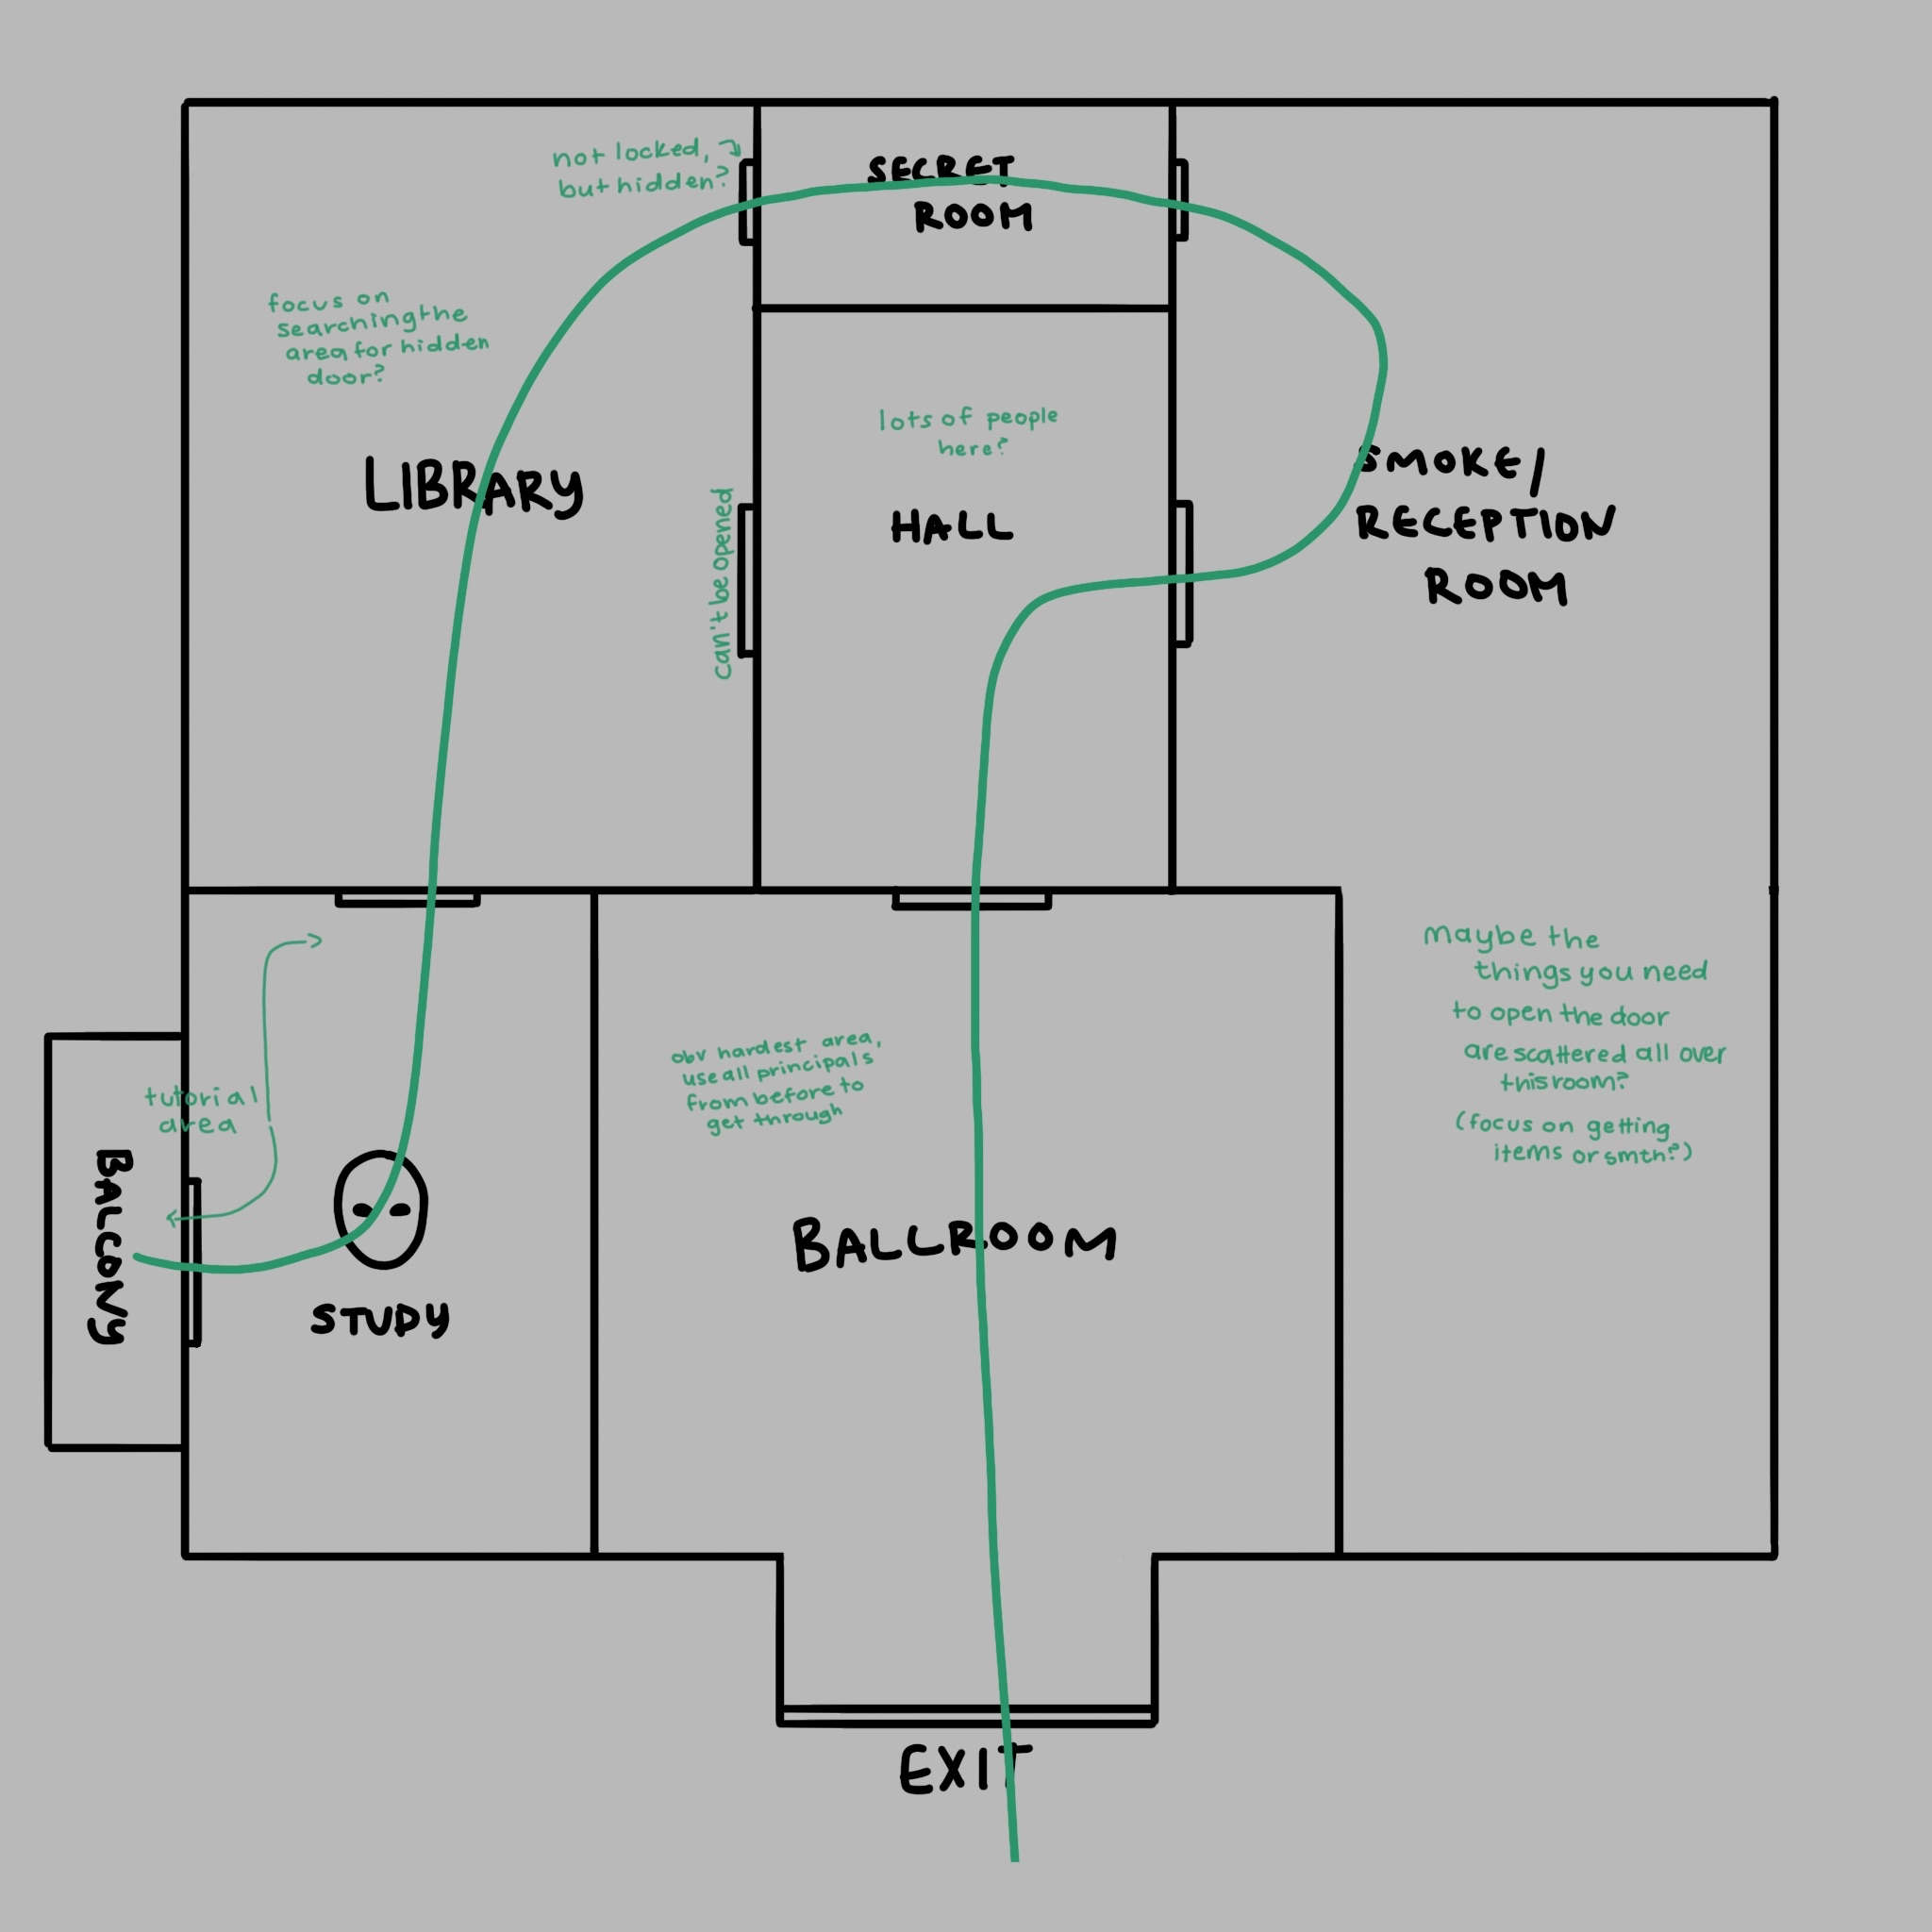 not locked,
but hidden?
SECRET
ROOM
focus on
searching the
area for hidden
door?
LIBRARY
can't be opened
lots of people
here?
HALL
SMOKE/
RECEPTION
ROOM
tutorial
area
BALCONY
STUDY
obv hardest area,
use all principals
from before to
get through
BALLROOM
maybe the
things you need
to open the door
are scattered all over
this room?
(focus on getting
items or smtn?)
EXIT